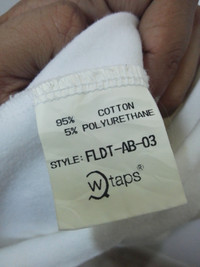 95% COTTON
5% POLYURETHANE
STYLE: FLDT-AB-03
Wtaps®